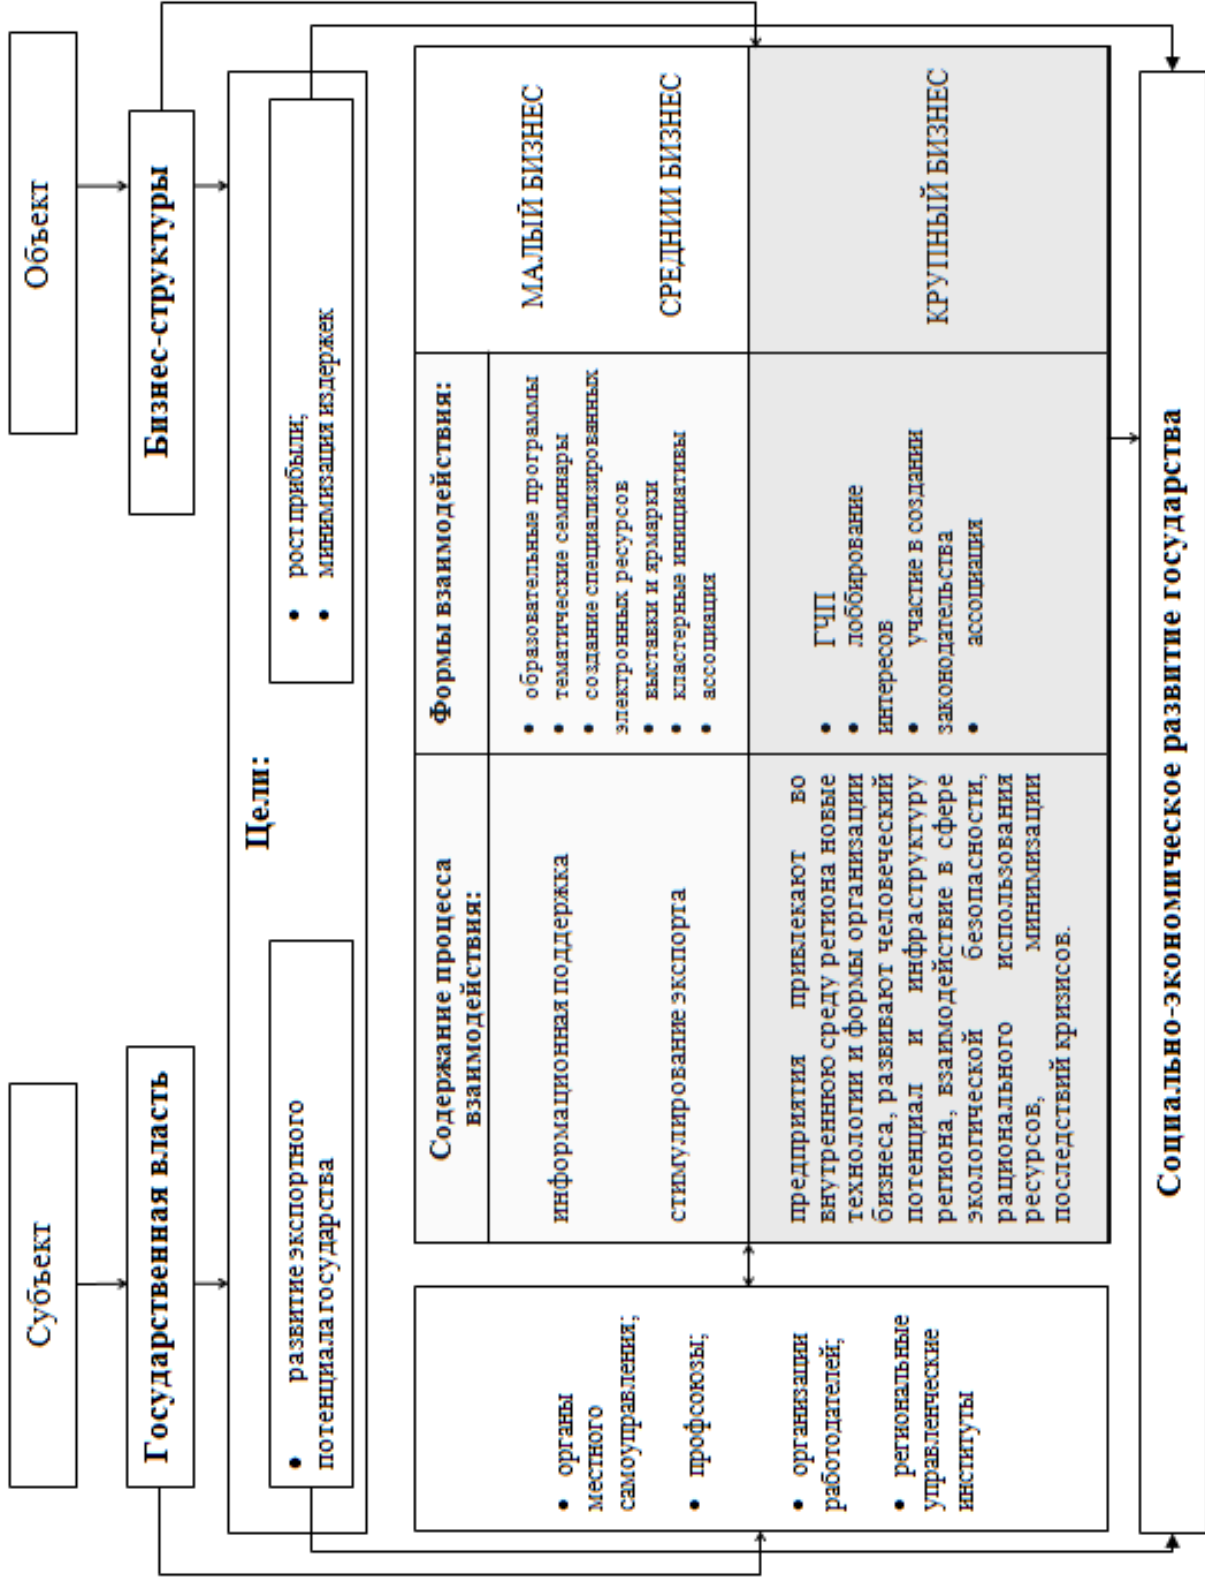 Субъект
Объект
Государственная власть
Бизнес-структуры
Цели:
• развитие экспортного
потенциала государства
• рост прибыли;
• минимизация издержек
• органы
местного
самоуправления;
• профсоюзы;
• организации
работодателей;
• региональные
управленческие
институты
Содержание процесса
взаимодействия:
Формы взаимодействия:
информационная поддержка
стимулирование экспорта
• образовательные программы
• тематические семинары
• создание специализированных
электронных ресурсов
• выставки и ярмарки
• кластерные инициативы
• ассоциация
МАЛЫЙ БИЗНЕС
СРЕДНИИ БИЗНЕС
предприятия привлекают во
внутреннюю среду региона новые
технологии и формы организации
бизнеса, развивают человеческий
потенциал и инфраструктуру
региона, взаимодействие в сфере
экологической безопасности,
рационального использования
ресурсов, минимизации
последствий кризисов.
• ГЧП
• лоббирование
интересов
• участие в создании
законодательства
• ассоциация
КРУПНЫЙ БИЗНЕС
Социально-экономическое развитие государства